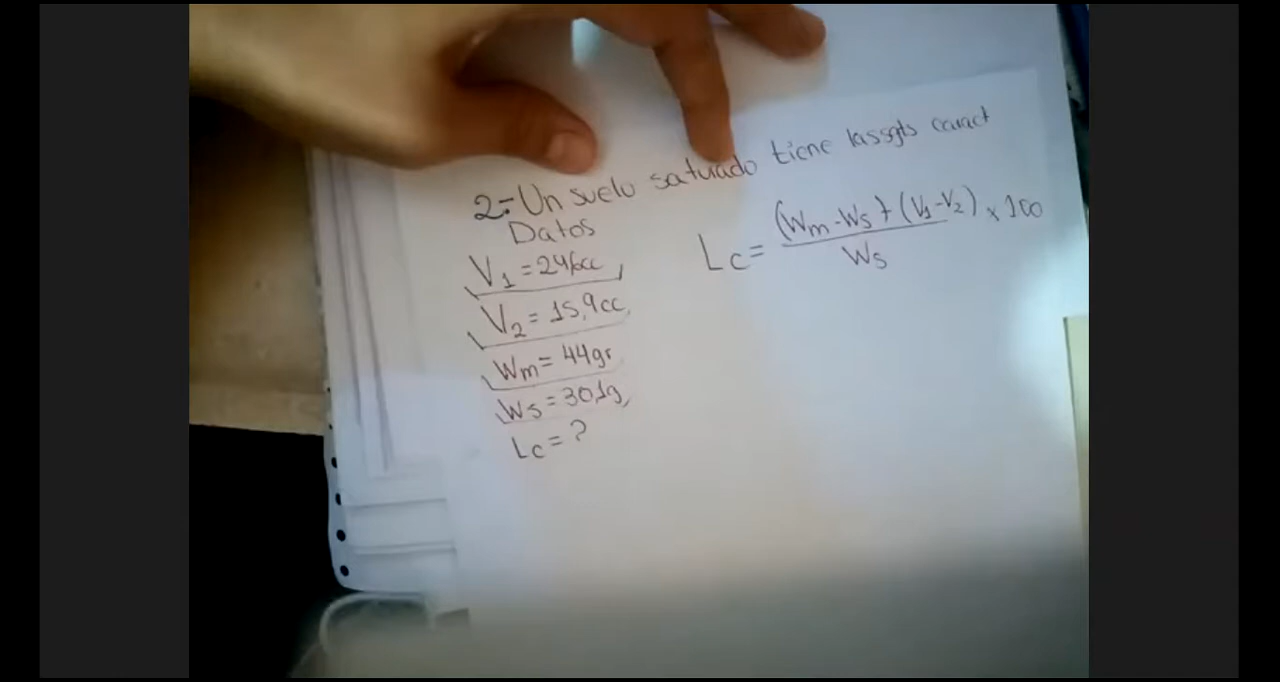 2.- Un suelo saturado tiene las sgts caract
Datos
V1 = 24,6cc
V2 = 15,9cc
Wm = 44gr
Ws = 30,1g
Lc = ?
Lc = (Wm - Ws) + (V1 - V2) x 100
Ws